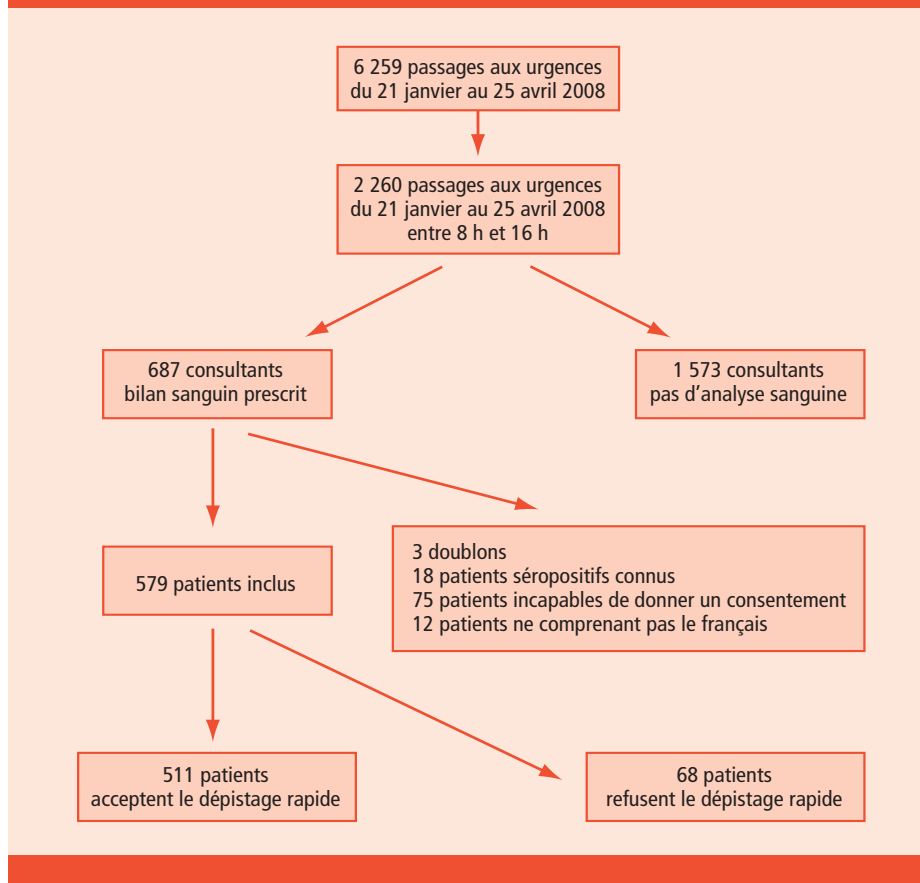 6 259 passages aux urgences
du 21 janvier au 25 avril 2008
2 260 passages aux urgences
du 21 janvier au 25 avril 2008
entre 8 h et 16 h
687 consultants
bilan sanguin prescrit
1 573 consultants
pas d'analyse sanguine
579 patients inclus
3 doublons
18 patients séropositifs connus
75 patients incapables de donner un consentement
12 patients ne comprenant pas le français
511 patients
acceptent le dépistage rapide
68 patients
refusent le dépistage rapide